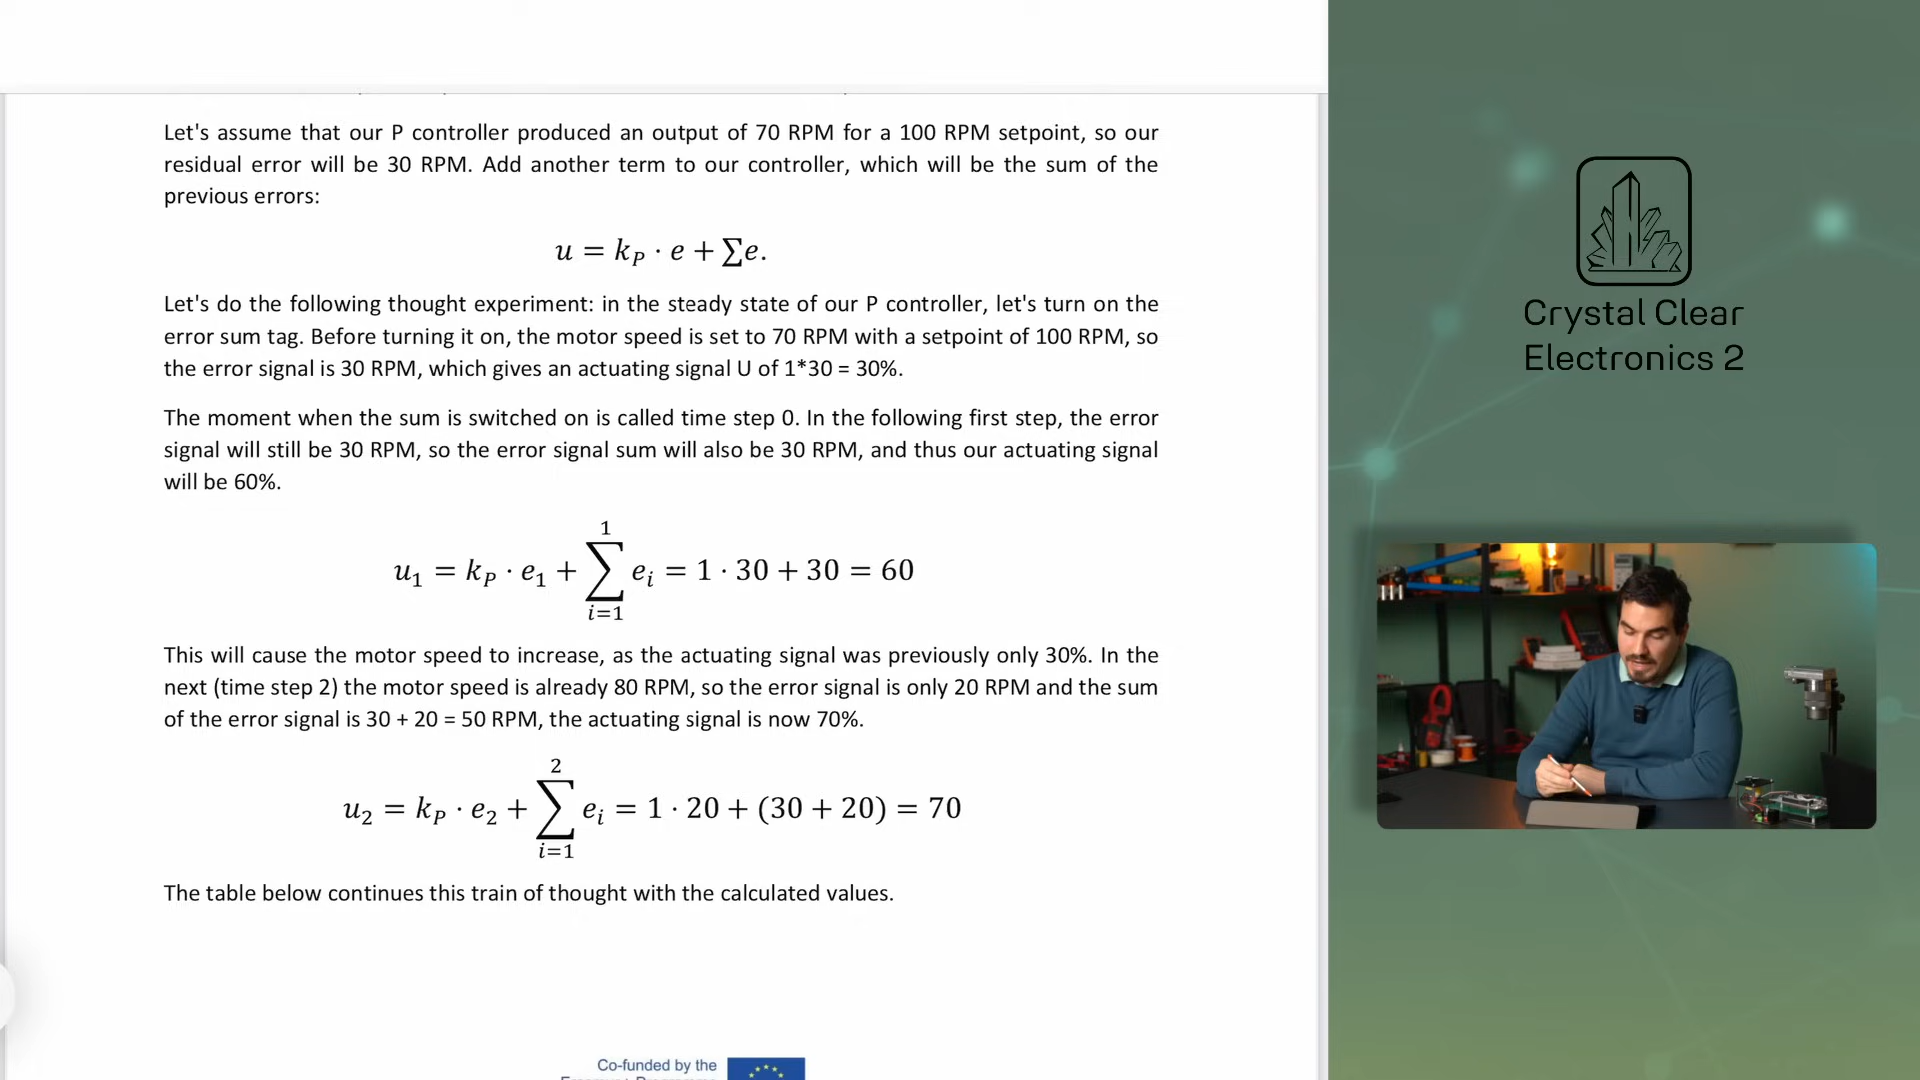 Let's assume that our P controller produced an output of 70 RPM for a 100 RPM setpoint, so our
residual error will be 30 RPM. Add another term to our controller, which will be the sum of the
previous errors:
u = k_P · e + ∑e.
Let's do the following thought experiment: in the steady state of our P controller, let's turn on the
error sum tag. Before turning it on, the motor speed is set to 70 RPM with a setpoint of 100 RPM, so
the error signal is 30 RPM, which gives an actuating signal U of 1*30 = 30%.
The moment when the sum is switched on is called time step 0. In the following first step, the error
signal will still be 30 RPM, so the error signal sum will also be 30 RPM, and thus our actuating signal
will be 60%.
u₁ = k_P · e₁ + ∑_{i=1}^{1} e_i = 1 · 30 + 30 = 60
This will cause the motor speed to increase, as the actuating signal was previously only 30%. In the
next (time step 2) the motor speed is already 80 RPM, so the error signal is only 20 RPM and the sum
of the error signal is 30 + 20 = 50 RPM, the actuating signal is now 70%.
u₂ = k_P · e₂ + ∑_{i=1}^{2} e_i = 1 · 20 + (30 + 20) = 70
The table below continues this train of thought with the calculated values.
Co-funded by the
Crystal Clear
Electronics 2